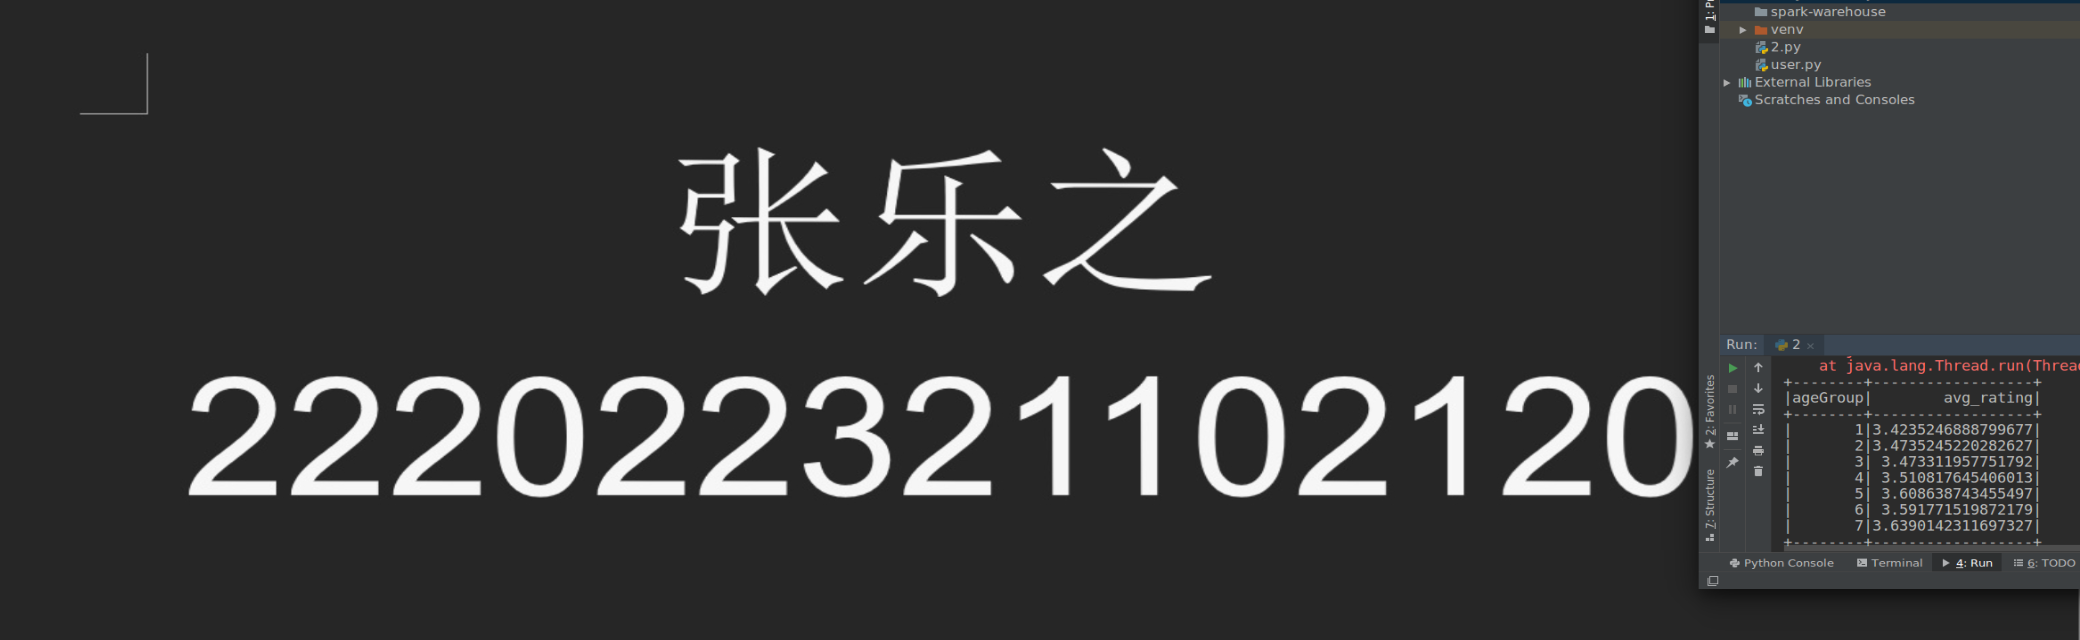 张乐之
222022321102120
1: Pr
spark-warehouse
venv
2.py
user.py
External Libraries
Scratches and Consoles
Run: 2
at java.lang.Thread.run(Threa
+--------+------------------+
|ageGroup|        avg_rating|
+--------+------------------+
|       1|3.4235246888799677|
|       2|3.4735245220282627|
|       3| 3.473311957751792|
|       4| 3.510817645406013|
|       5| 3.608638743455497|
|       6| 3.591771519872179|
|       7|3.6390142311697327|
+--------+------------------+
2: Favorites
7: Structure
Python Console Terminal 4: Run 6: TODO